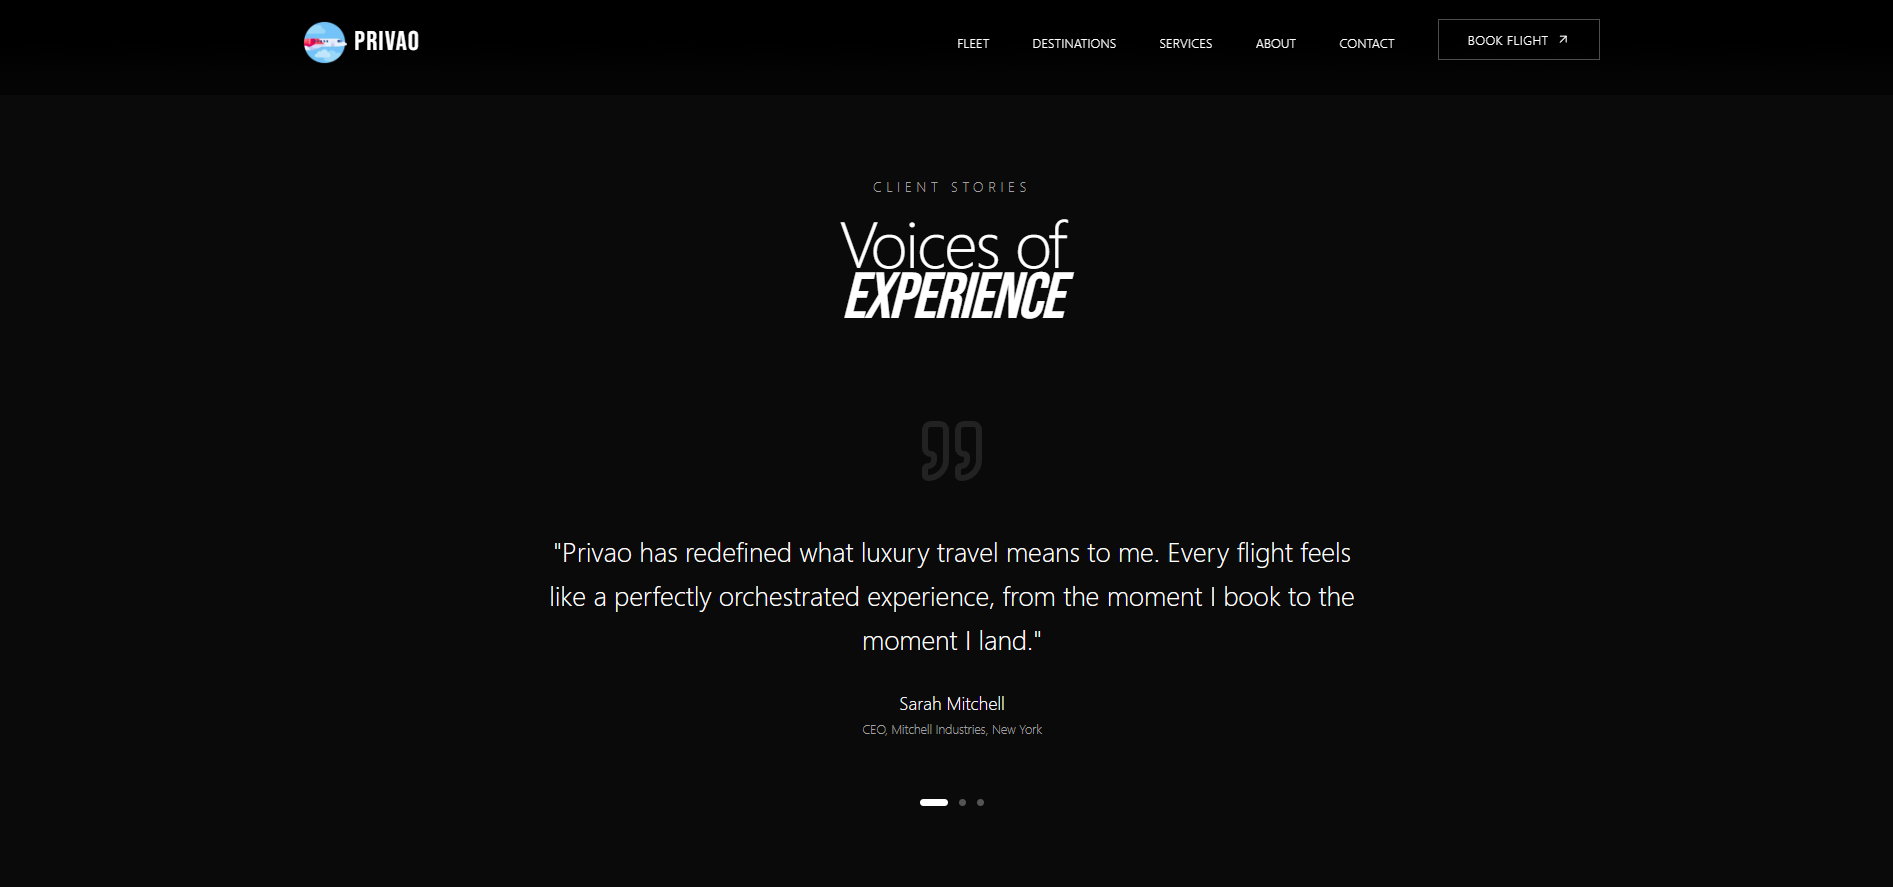 PRIVAO
FLEET
DESTINATIONS
SERVICES
ABOUT
CONTACT
BOOK FLIGHT
CLIENT STORIES
Voices of
EXPERIENCE
"Privao has redefined what luxury travel means to me. Every flight feels
like a perfectly orchestrated experience, from the moment I book to the
moment I land."
Sarah Mitchell
CEO, Mitchell Industries, New York